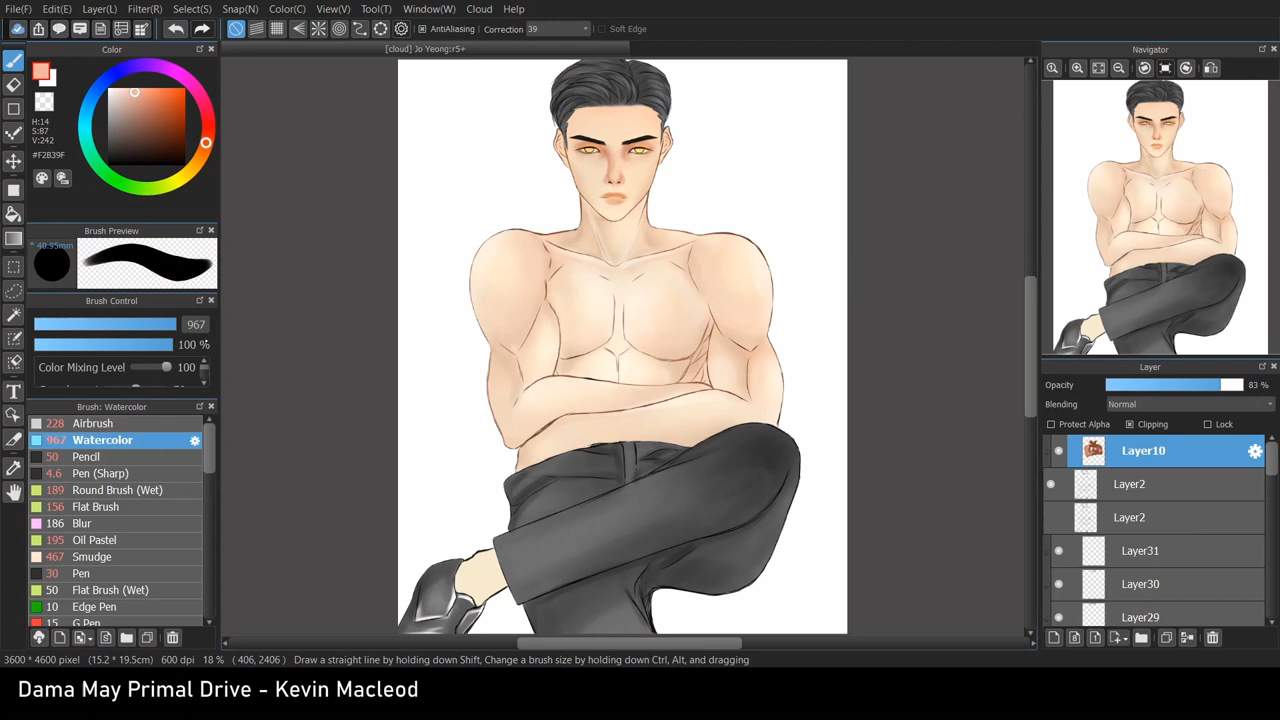 File(F) Edit(E) Layer(L) Filter(R) Select(S) Snap(N) Color(C) View(V) Tool(T) Window(W) Cloud Help
AntiAliasing Correction 39 Soft Edge
[cloud] Jo Yeong:r5+
Color
H:14
S:87
V:242
#F2B39F
Brush Preview
* 40.95mm
Brush Control
967
100 %
Color Mixing Level 100
Brush: Watercolor
228 Airbrush
967 Watercolor
50 Pencil
4.6 Pen (Sharp)
189 Round Brush (Wet)
156 Flat Brush
186 Blur
195 Oil Pastel
467 Smudge
30 Pen
50 Flat Brush (Wet)
10 Edge Pen
15 G Pen
Navigator
Layer
Opacity 83 %
Blending Normal
Protect Alpha Clipping Lock
Layer10
Layer2
Layer2
Layer31
Layer30
Layer29
3600 * 4600 pixel (15.2 * 19.5cm) 600 dpi 18 % ( 406, 2406 ) Draw a straight line by holding down Shift, Change a brush size by holding down Ctrl, Alt, and dragging
Dama May Primal Drive - Kevin Macleod